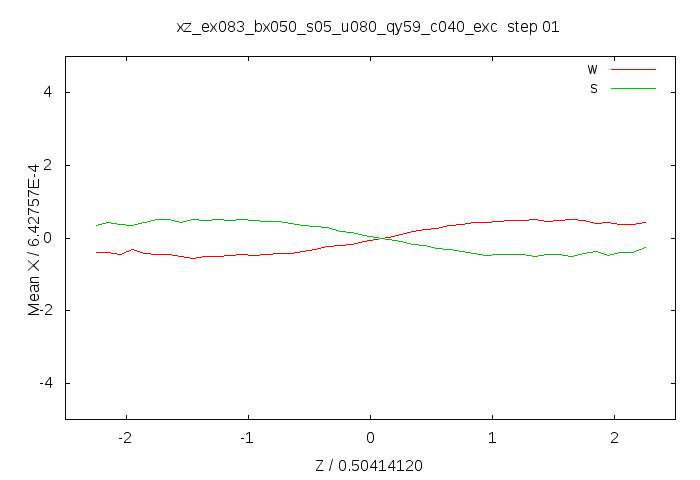 xz_ex083_bx050_s05_u080_qy59_c040_exc step 01
W
S
4
2
0
-2
-4
Mean X / 6.42757E-4
-2
-1
0
1
2
Z / 0.50414120